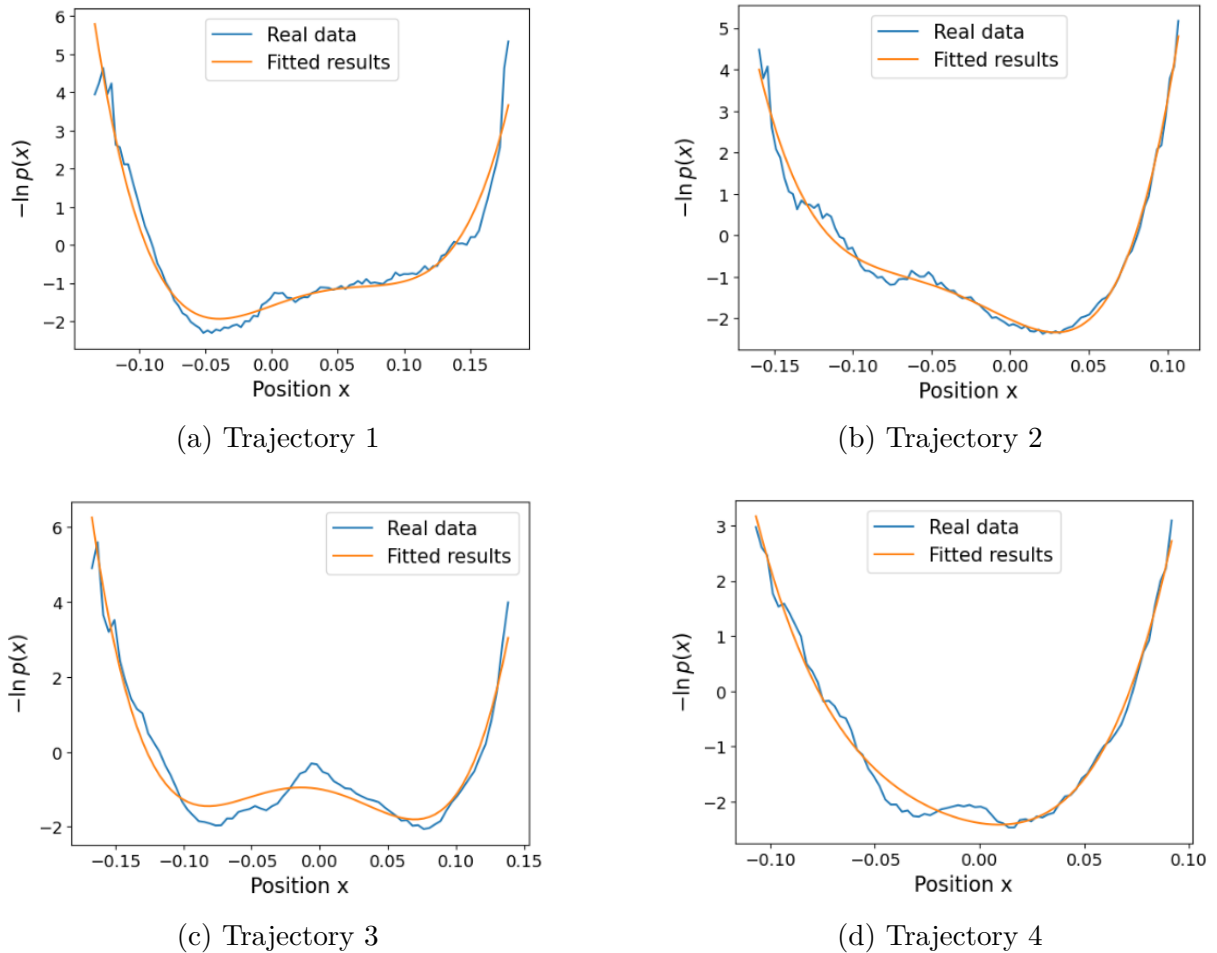 6
5
4
3
2
1
0
−1
−2
−ln p(x)
Real data
Fitted results
−0.10
−0.05
0.00
0.05
0.10
0.15
Position x
(a) Trajectory 1
5
4
3
2
1
0
−1
−2
−ln p(x)
Real data
Fitted results
−0.15
−0.10
−0.05
0.00
0.05
0.10
Position x
(b) Trajectory 2
6
4
2
0
−2
−ln p(x)
Real data
Fitted results
−0.15
−0.10
−0.05
0.00
0.05
0.10
0.15
Position x
(c) Trajectory 3
3
2
1
0
−1
−2
−ln p(x)
Real data
Fitted results
−0.10
−0.05
0.00
0.05
0.10
Position x
(d) Trajectory 4